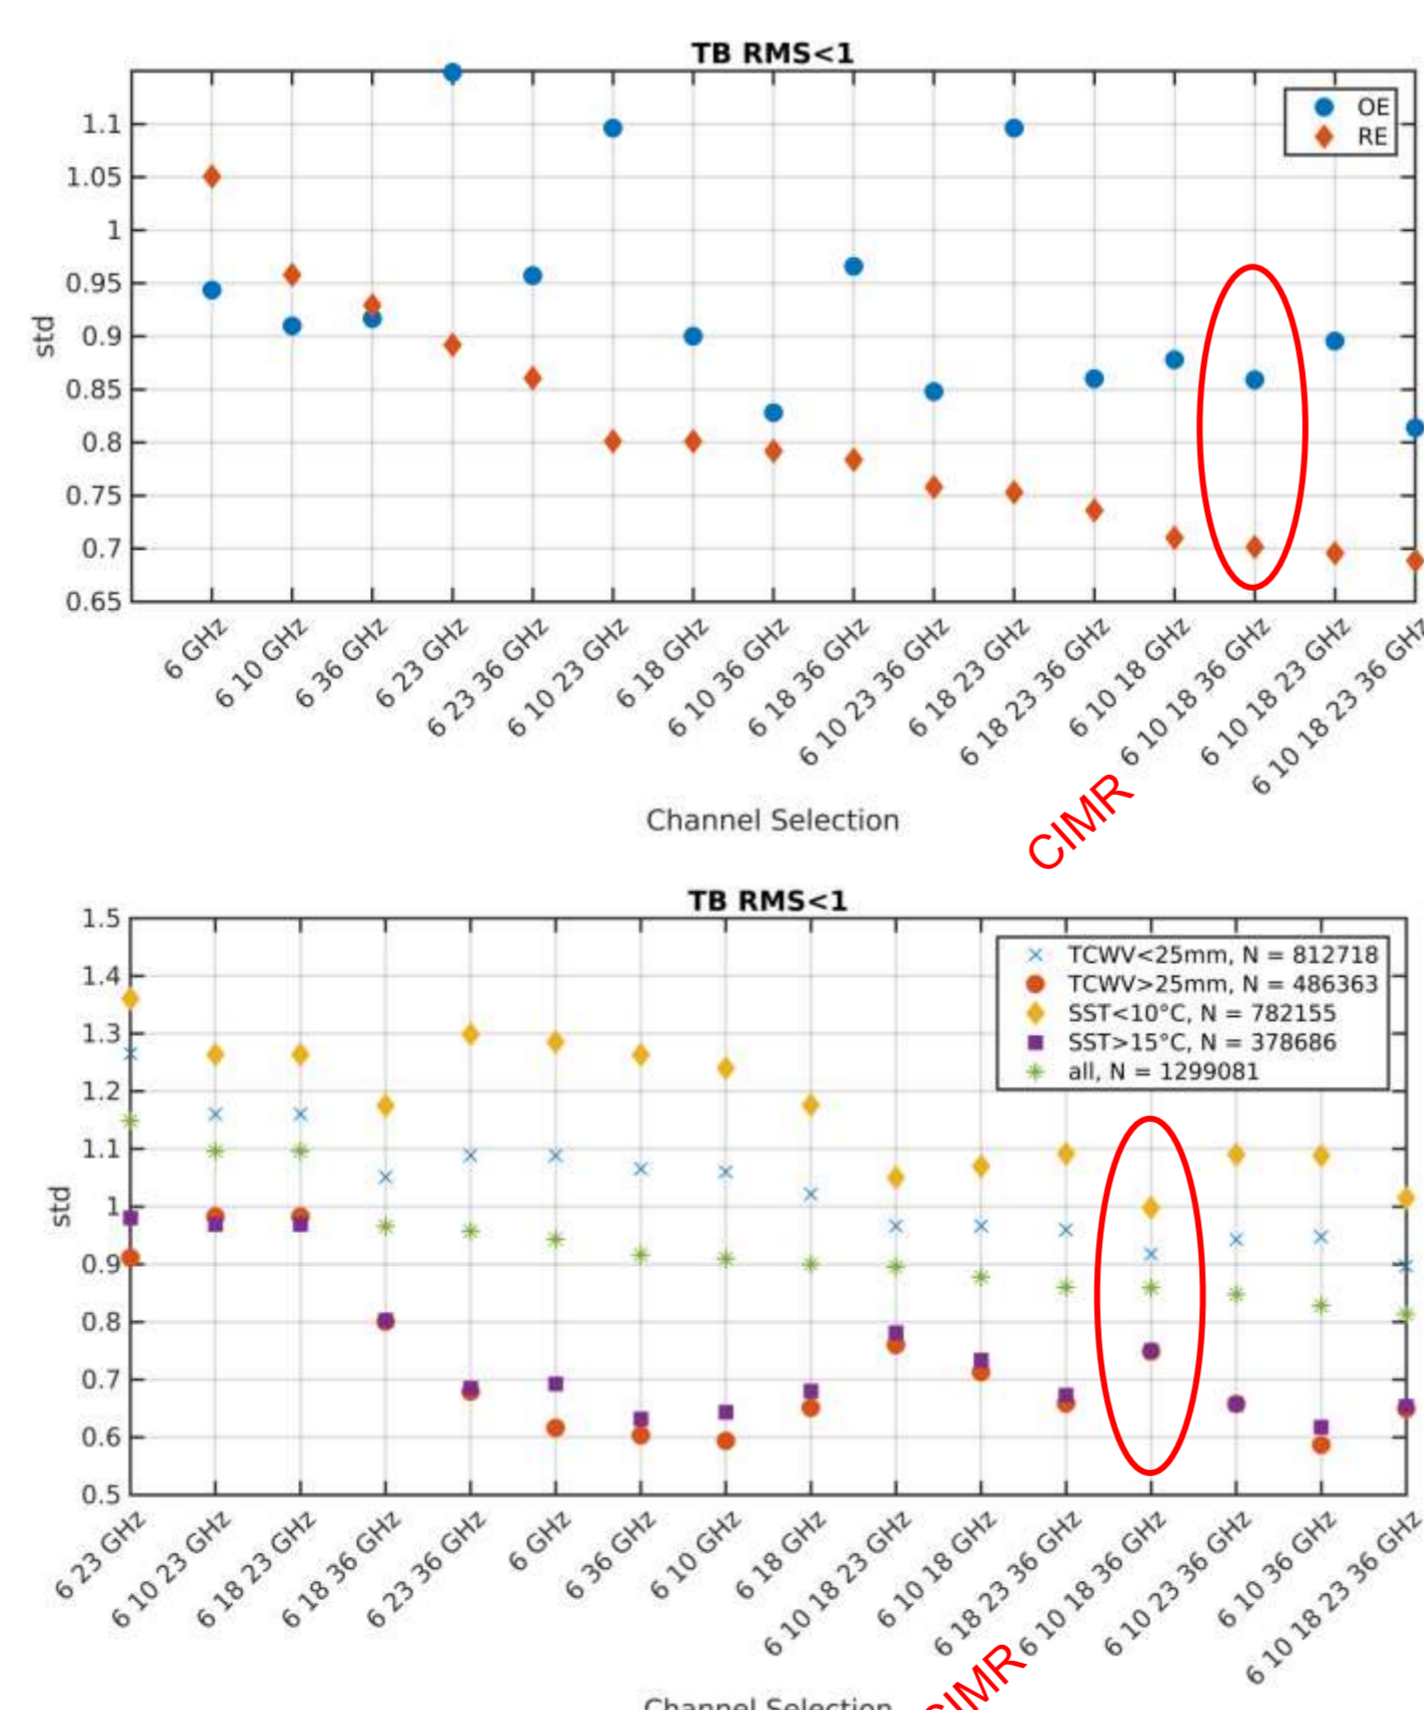 TB RMS<1
OE
RE
1.1
1.05
1
0.95
0.9
0.85
0.8
0.75
0.7
0.65
std
6 GHz
6 10 GHz
6 36 GHz
6 23 GHz
6 23 36 GHz
6 10 23 GHz
6 18 GHz
6 10 36 GHz
6 18 36 GHz
6 10 23 36 GHz
6 18 23 GHz
6 18 23 36 GHz
6 10 18 GHz
6 10 18 36 GHz
6 10 18 23 GHz
6 10 18 23 36 GHz
Channel Selection
CIMR
TB RMS<1
TCWV<25mm, N = 812718
TCWV>25mm, N = 486363
SST<10°C, N = 782155
SST>15°C, N = 378686
all, N = 1299081
1.5
1.4
1.3
1.2
1.1
1
0.9
0.8
0.7
0.6
0.5
std
6 23 GHz
6 10 23 GHz
6 18 23 GHz
6 18 36 GHz
6 23 36 GHz
6 GHz
6 36 GHz
6 10 GHz
6 18 GHz
6 10 18 23 GHz
6 10 18 GHz
6 18 23 36 GHz
6 10 18 36 GHz
6 10 23 36 GHz
6 10 36 GHz
6 10 18 23 36 GHz
Channel Selection
CIMR